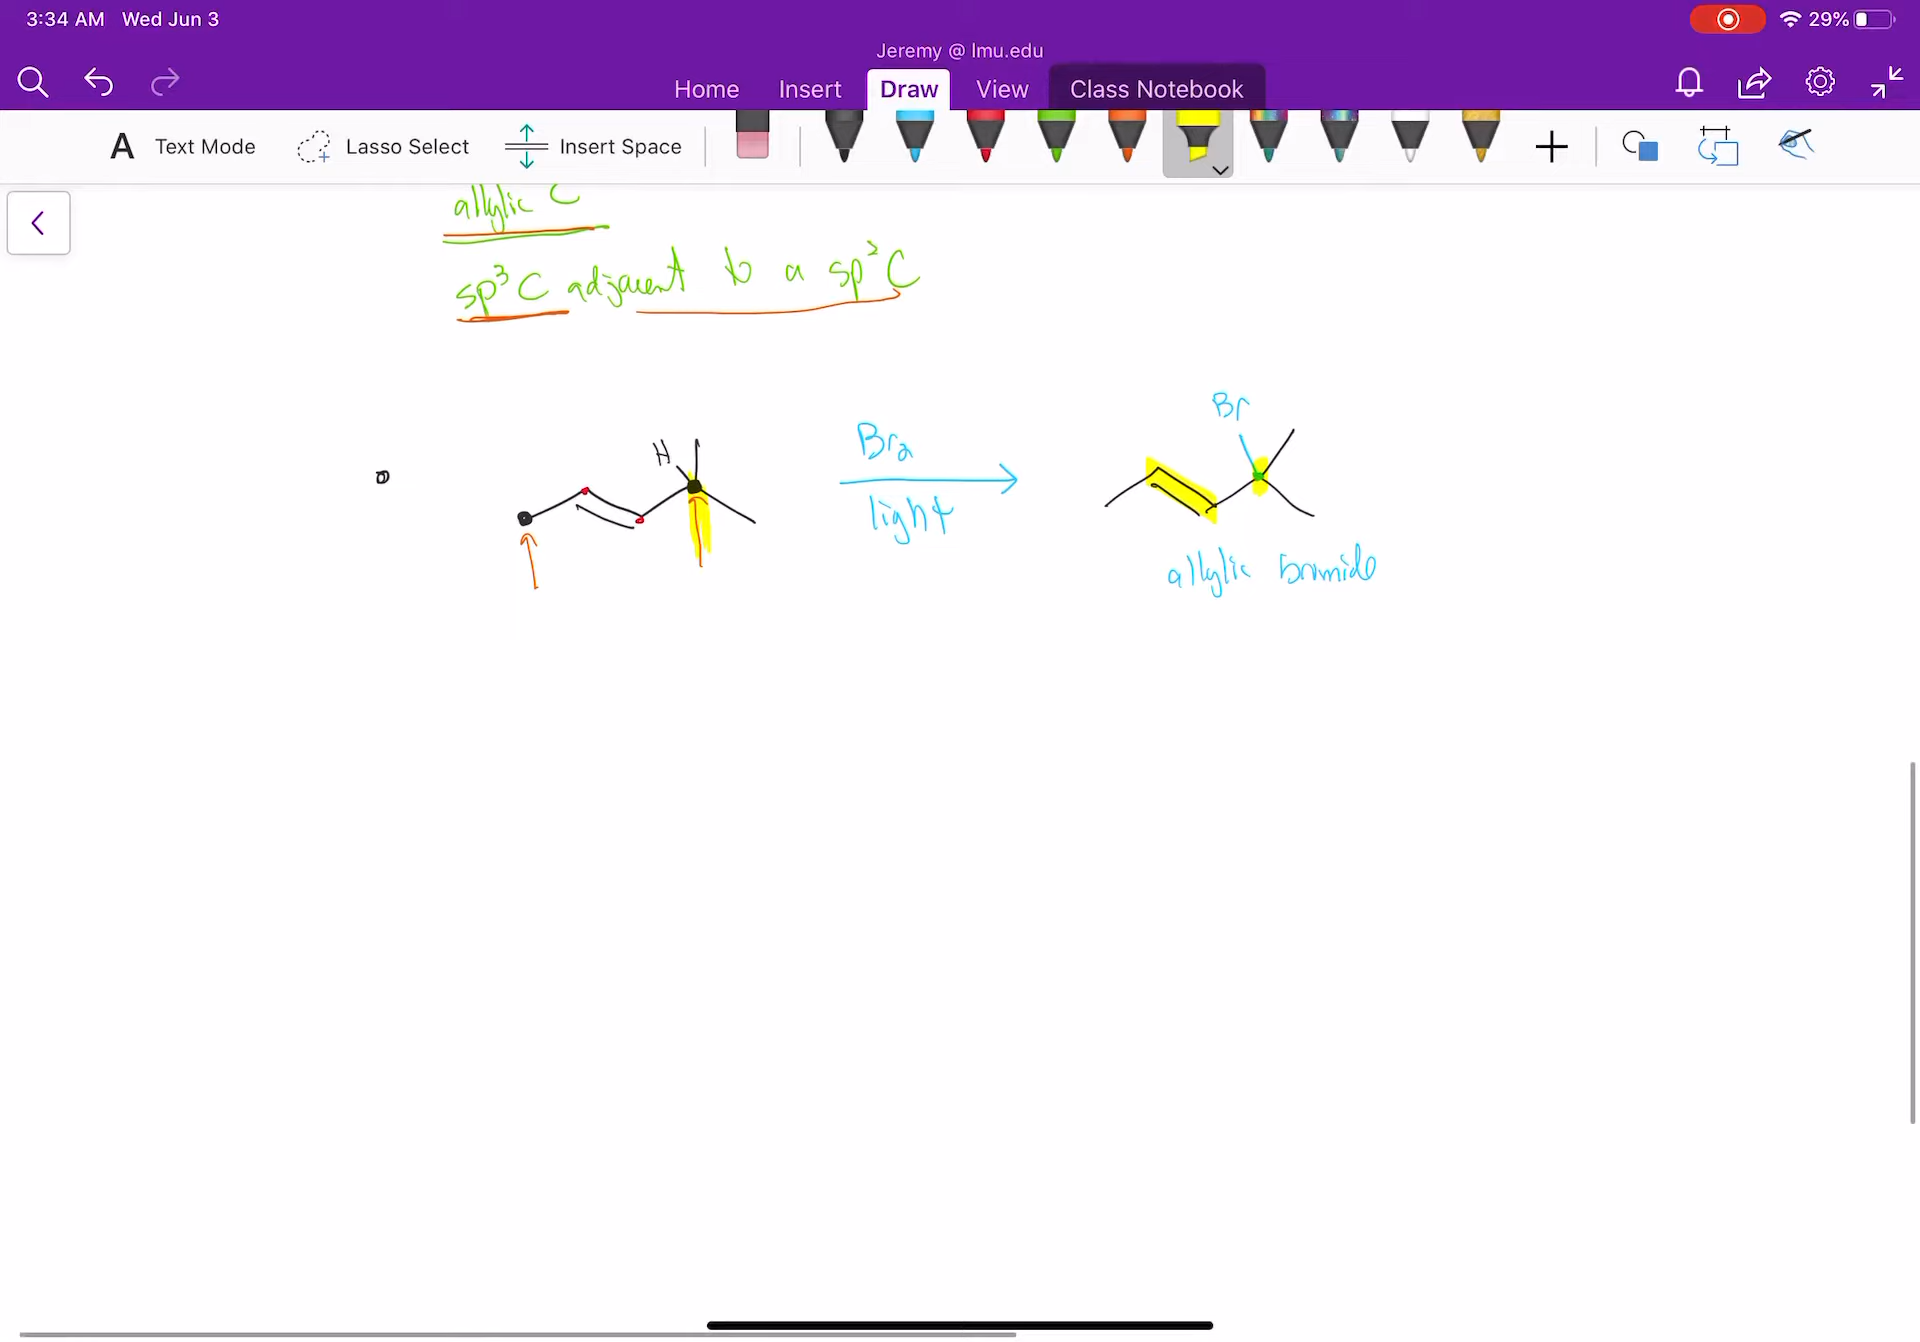 3:34 AM Wed Jun 3
29%
Jeremy @ lmu.edu
Home Insert Draw View Class Notebook
A Text Mode Lasso Select Insert Space
allylic C
sp³C adjacent to a sp²C
H
Br₂
light
Br
allylic bromide